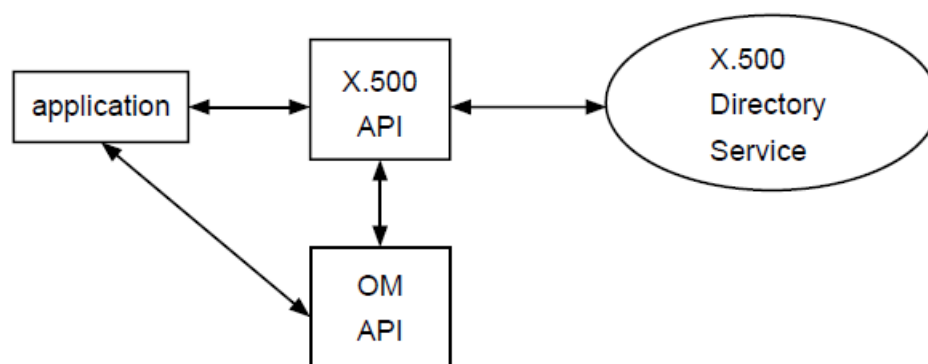 application
X.500
API
X.500
Directory
Service
OM
API